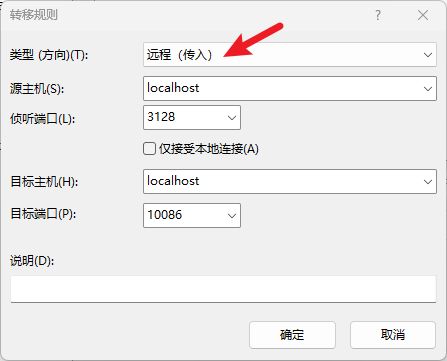 转移规则
类型 (方向)(T):
远程（传入）
源主机(S):
localhost
侦听端口(L):
3128
仅接受本地连接(A)
目标主机(H):
localhost
目标端口(P):
10086
说明(D):
确定
取消